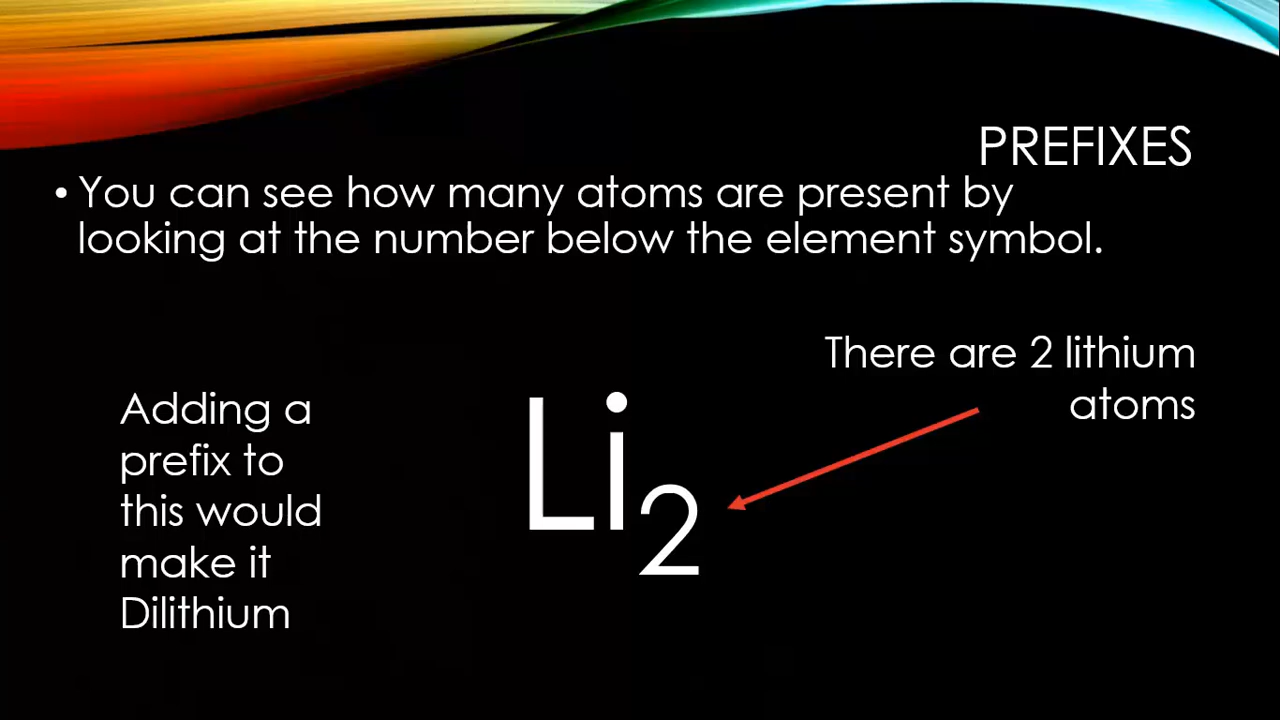 PREFIXES
• You can see how many atoms are present by
looking at the number below the element symbol.
There are 2 lithium
atoms
Adding a
prefix to
this would
make it
Dilithium
Li₂